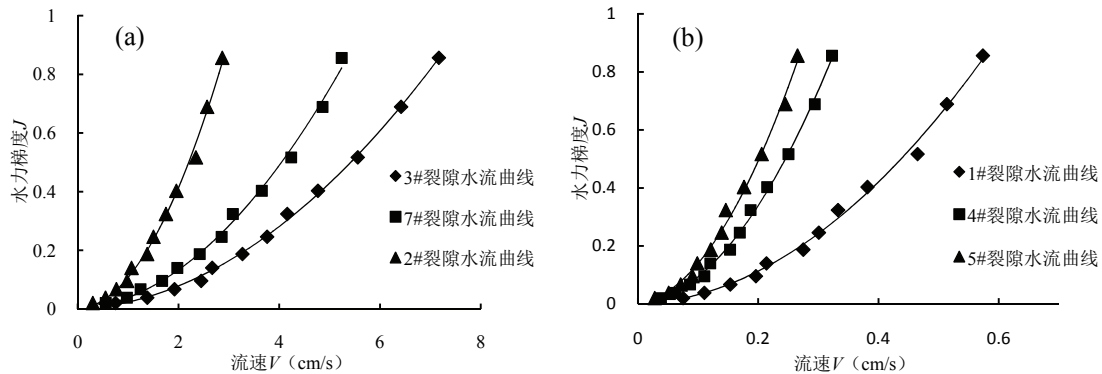 (a)
1
0.8
0.6
0.4
0.2
0
水力梯度J
0 2 4 6 8
流速V（cm/s）
3#裂隙水流曲线
7#裂隙水流曲线
2#裂隙水流曲线
(b)
1
0.8
0.6
0.4
0.2
0
水力梯度J
0 0.2 0.4 0.6
流速V（cm/s）
1#裂隙水流曲线
4#裂隙水流曲线
5#裂隙水流曲线